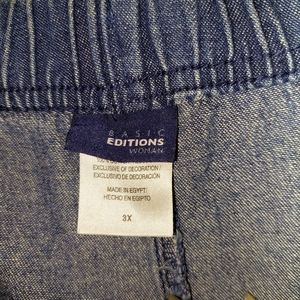 BASIC
EDITIONS
WOMAN
EXCLUSIVE OF DECORATION /
EXCLUSIVO DE DECORACIÓN
MADE IN EGYPT/
HECHO EN EGIPTO
3X